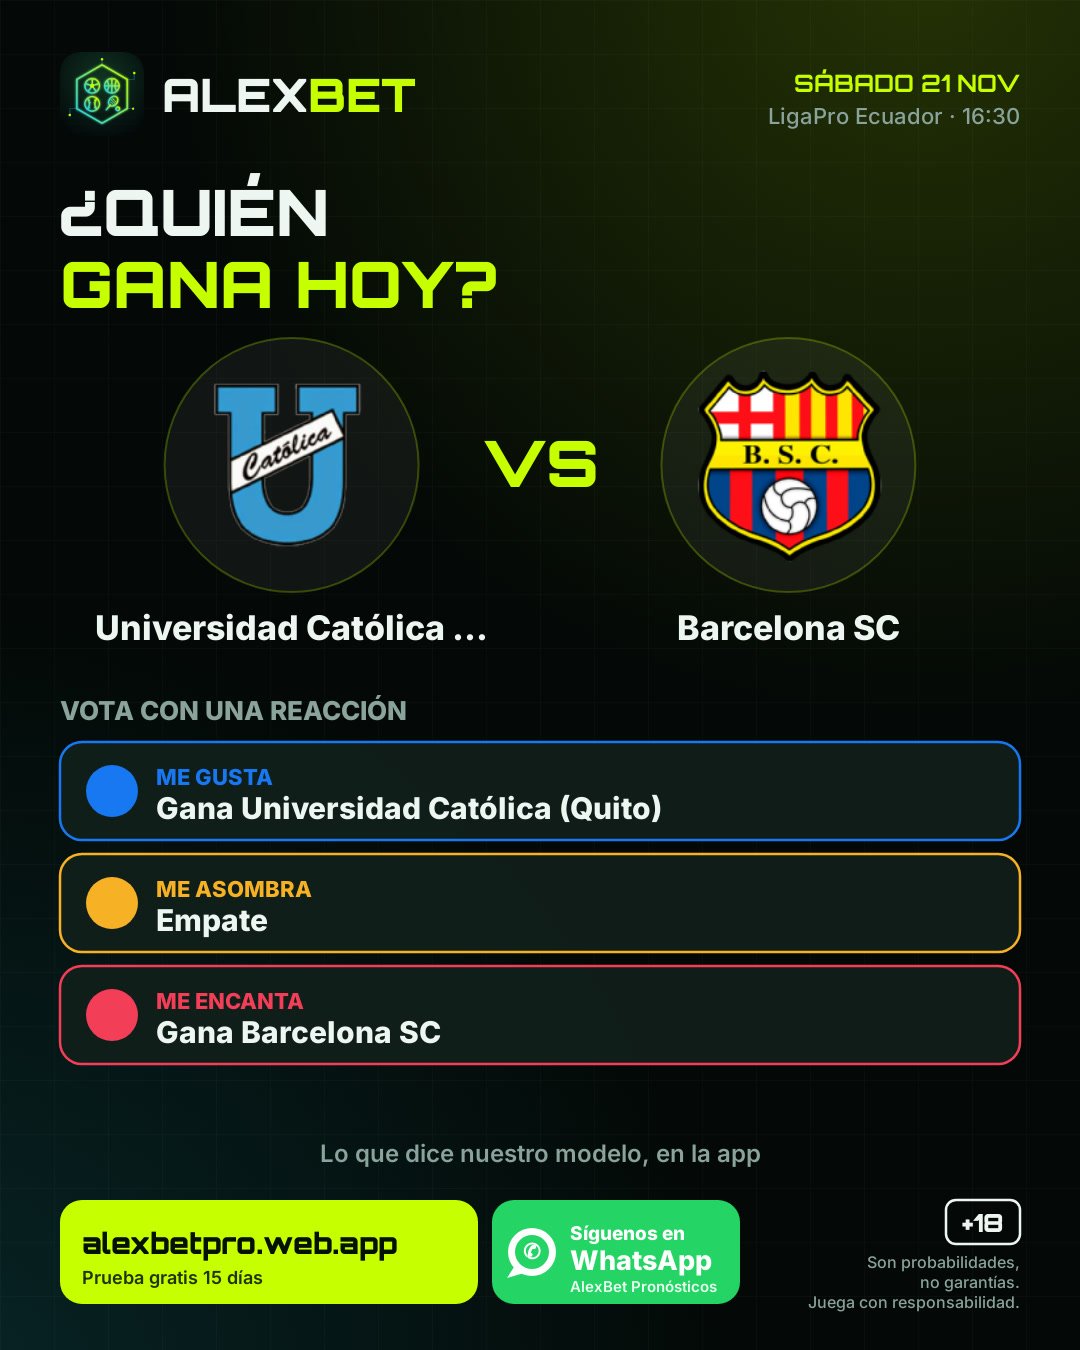 ALEXBET
SÁBADO 21 NOV
LigaPro Ecuador · 16:30
¿QUIÉN
GANA HOY?
Católica
VS
B. S. C.
Universidad Católica ...
Barcelona SC
VOTA CON UNA REACCIÓN
ME GUSTA
Gana Universidad Católica (Quito)
ME ASOMBRA
Empate
ME ENCANTA
Gana Barcelona SC
Lo que dice nuestro modelo, en la app
alexbetpro.web.app
Prueba gratis 15 días
Síguenos en
WhatsApp
AlexBet Pronósticos
+18
Son probabilidades,
no garantías.
Juega con responsabilidad.